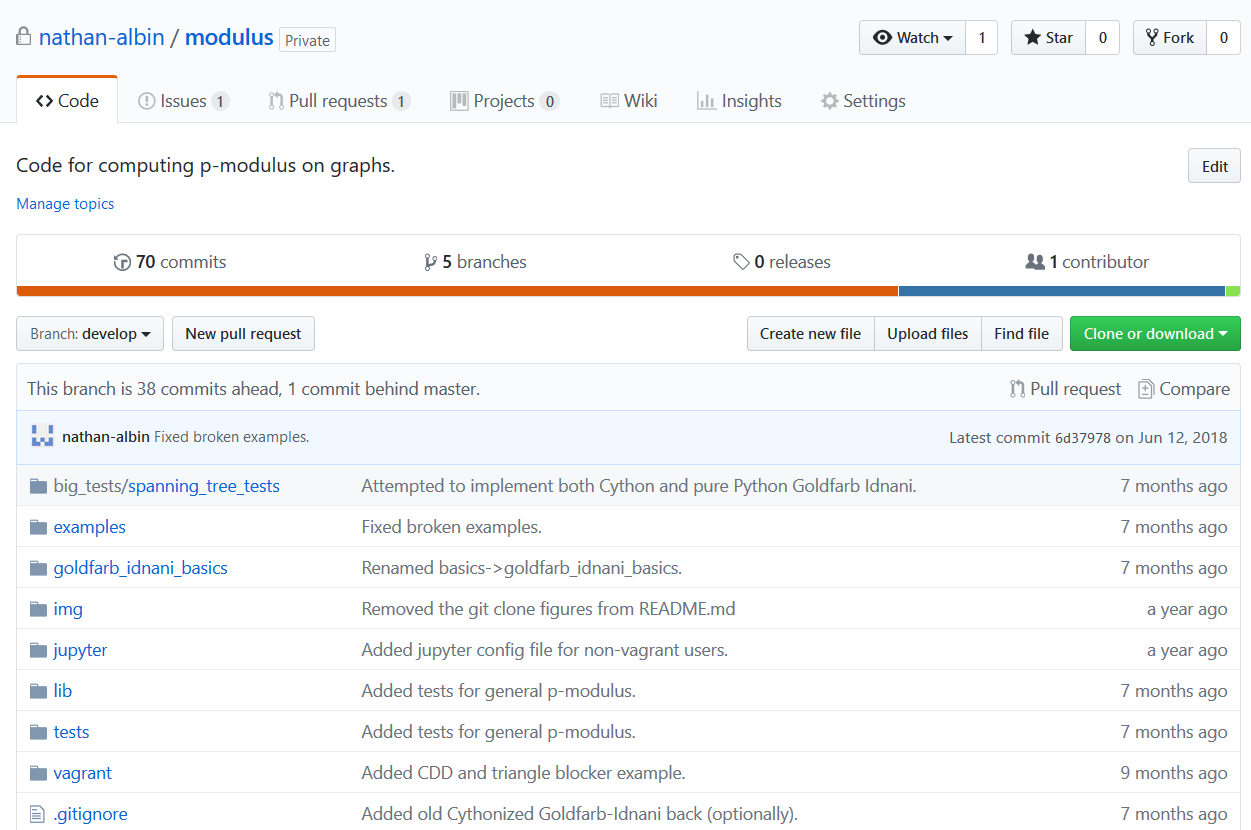 nathan-albin / modulus Private Watch 1 Star 0 Fork 0
Code Issues 1 Pull requests 1 Projects 0 Wiki Insights Settings
Code for computing p-modulus on graphs. Edit
Manage topics
70 commits 5 branches 0 releases 1 contributor
Branch: develop New pull request Create new file Upload files Find file Clone or download
This branch is 38 commits ahead, 1 commit behind master. Pull request Compare
nathan-albin Fixed broken examples. Latest commit 6d37978 on Jun 12, 2018
big_tests/spanning_tree_tests Attempted to implement both Cython and pure Python Goldfarb Idnani. 7 months ago
examples Fixed broken examples. 7 months ago
goldfarb_idnani_basics Renamed basics->goldfarb_idnani_basics. 7 months ago
img Removed the git clone figures from README.md a year ago
jupyter Added jupyter config file for non-vagrant users. a year ago
lib Added tests for general p-modulus. 7 months ago
tests Added tests for general p-modulus. 7 months ago
vagrant Added CDD and triangle blocker example. 9 months ago
.gitignore Added old Cythonized Goldfarb-Idnani back (optionally). 7 months ago